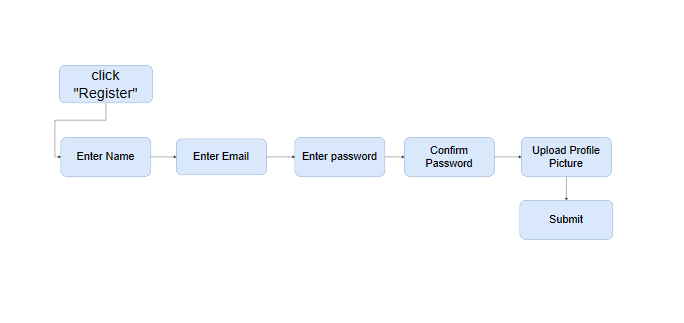 click
"Register"
Enter Name
Enter Email
Enter password
Confirm
Password
Upload Profile
Picture
Submit